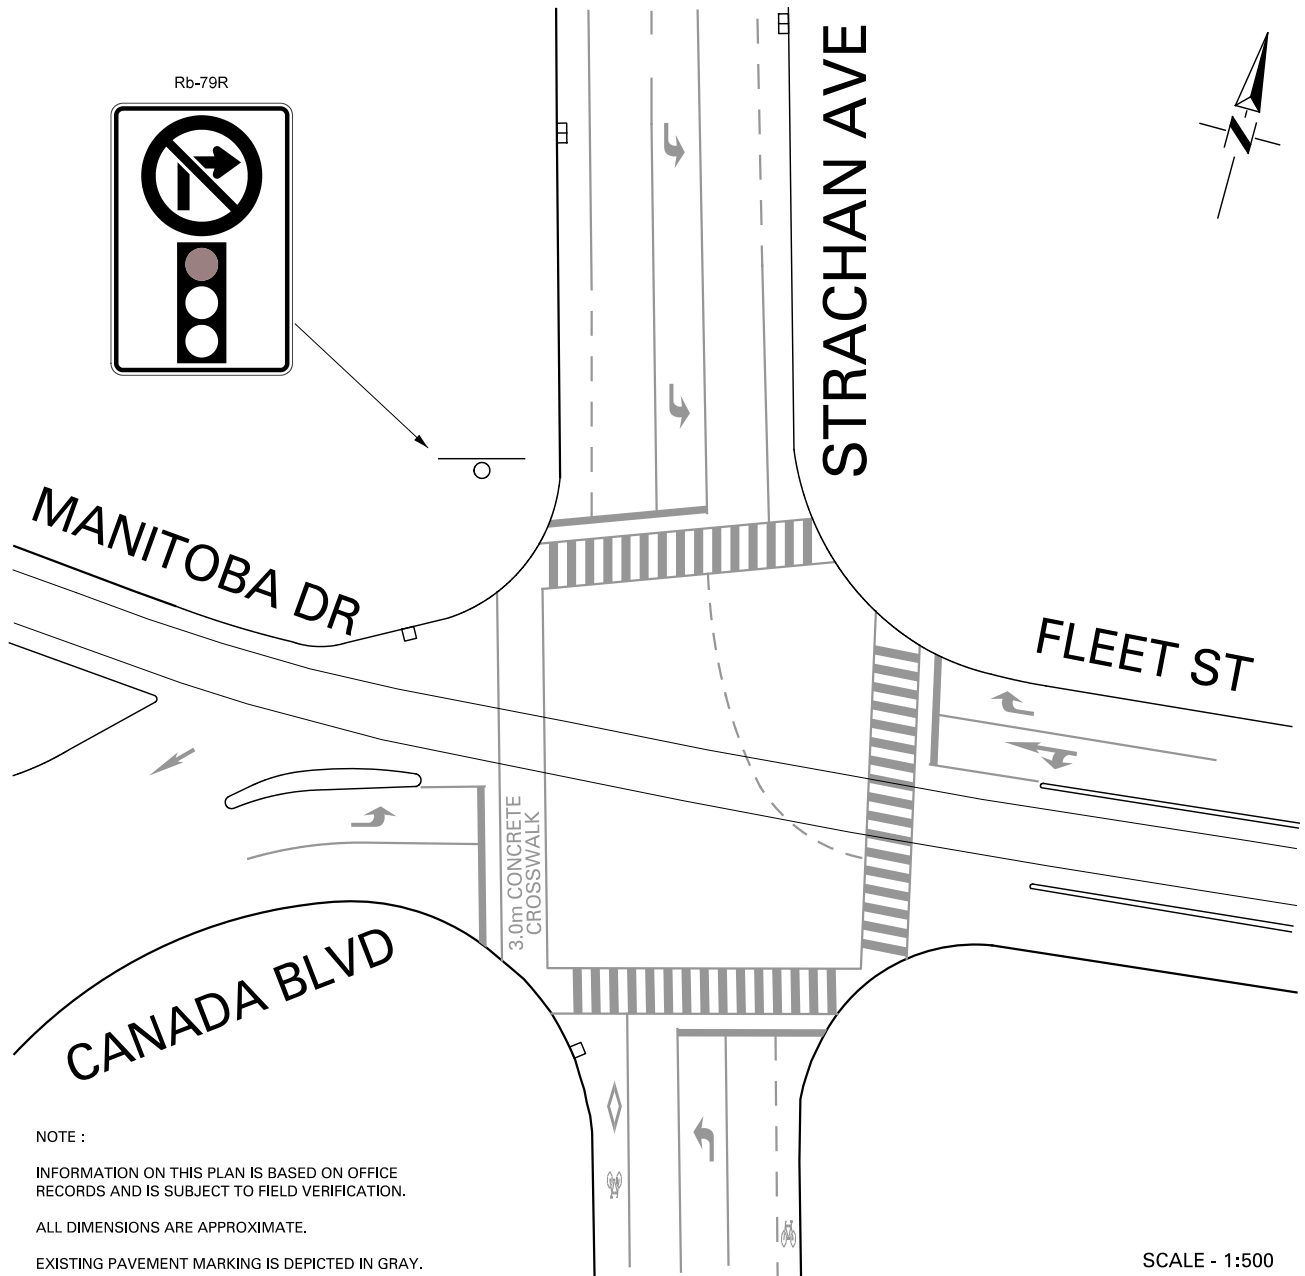 Rb-79R
STRACHAN AVE
N
MANITOBA DR
FLEET ST
3.0m CONCRETE
CROSSWALK
CANADA BLVD
NOTE :
INFORMATION ON THIS PLAN IS BASED ON OFFICE
RECORDS AND IS SUBJECT TO FIELD VERIFICATION.
ALL DIMENSIONS ARE APPROXIMATE.
EXISTING PAVEMENT MARKING IS DEPICTED IN GRAY.
SCALE - 1:500